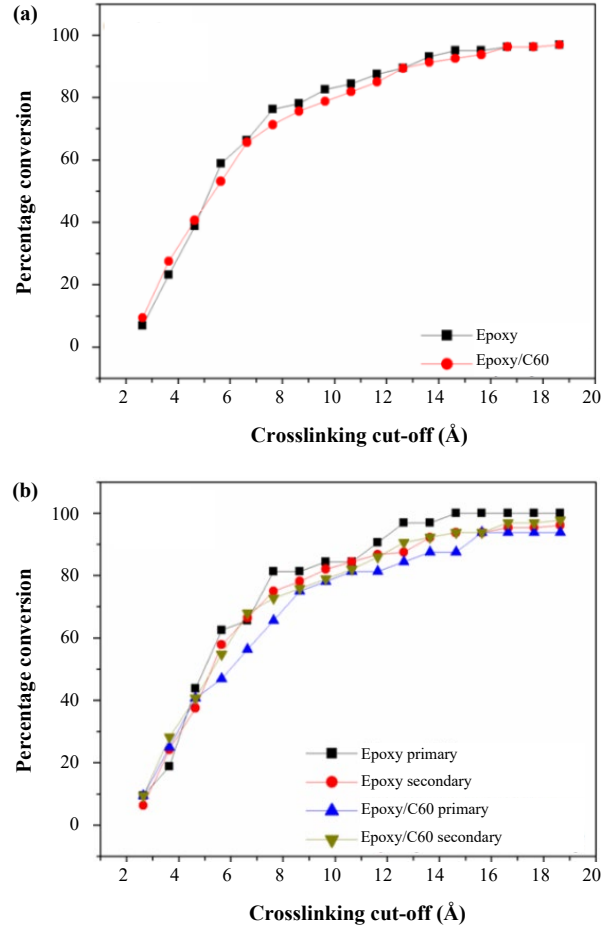 (a)
100
80
60
40
20
0
Percentage conversion
Epoxy
Epoxy/C60
2 4 6 8 10 12 14 16 18 20
Crosslinking cut-off (Å)
(b)
100
80
60
40
20
0
Percentage conversion
Epoxy primary
Epoxy secondary
Epoxy/C60 primary
Epoxy/C60 secondary
2 4 6 8 10 12 14 16 18 20
Crosslinking cut-off (Å)